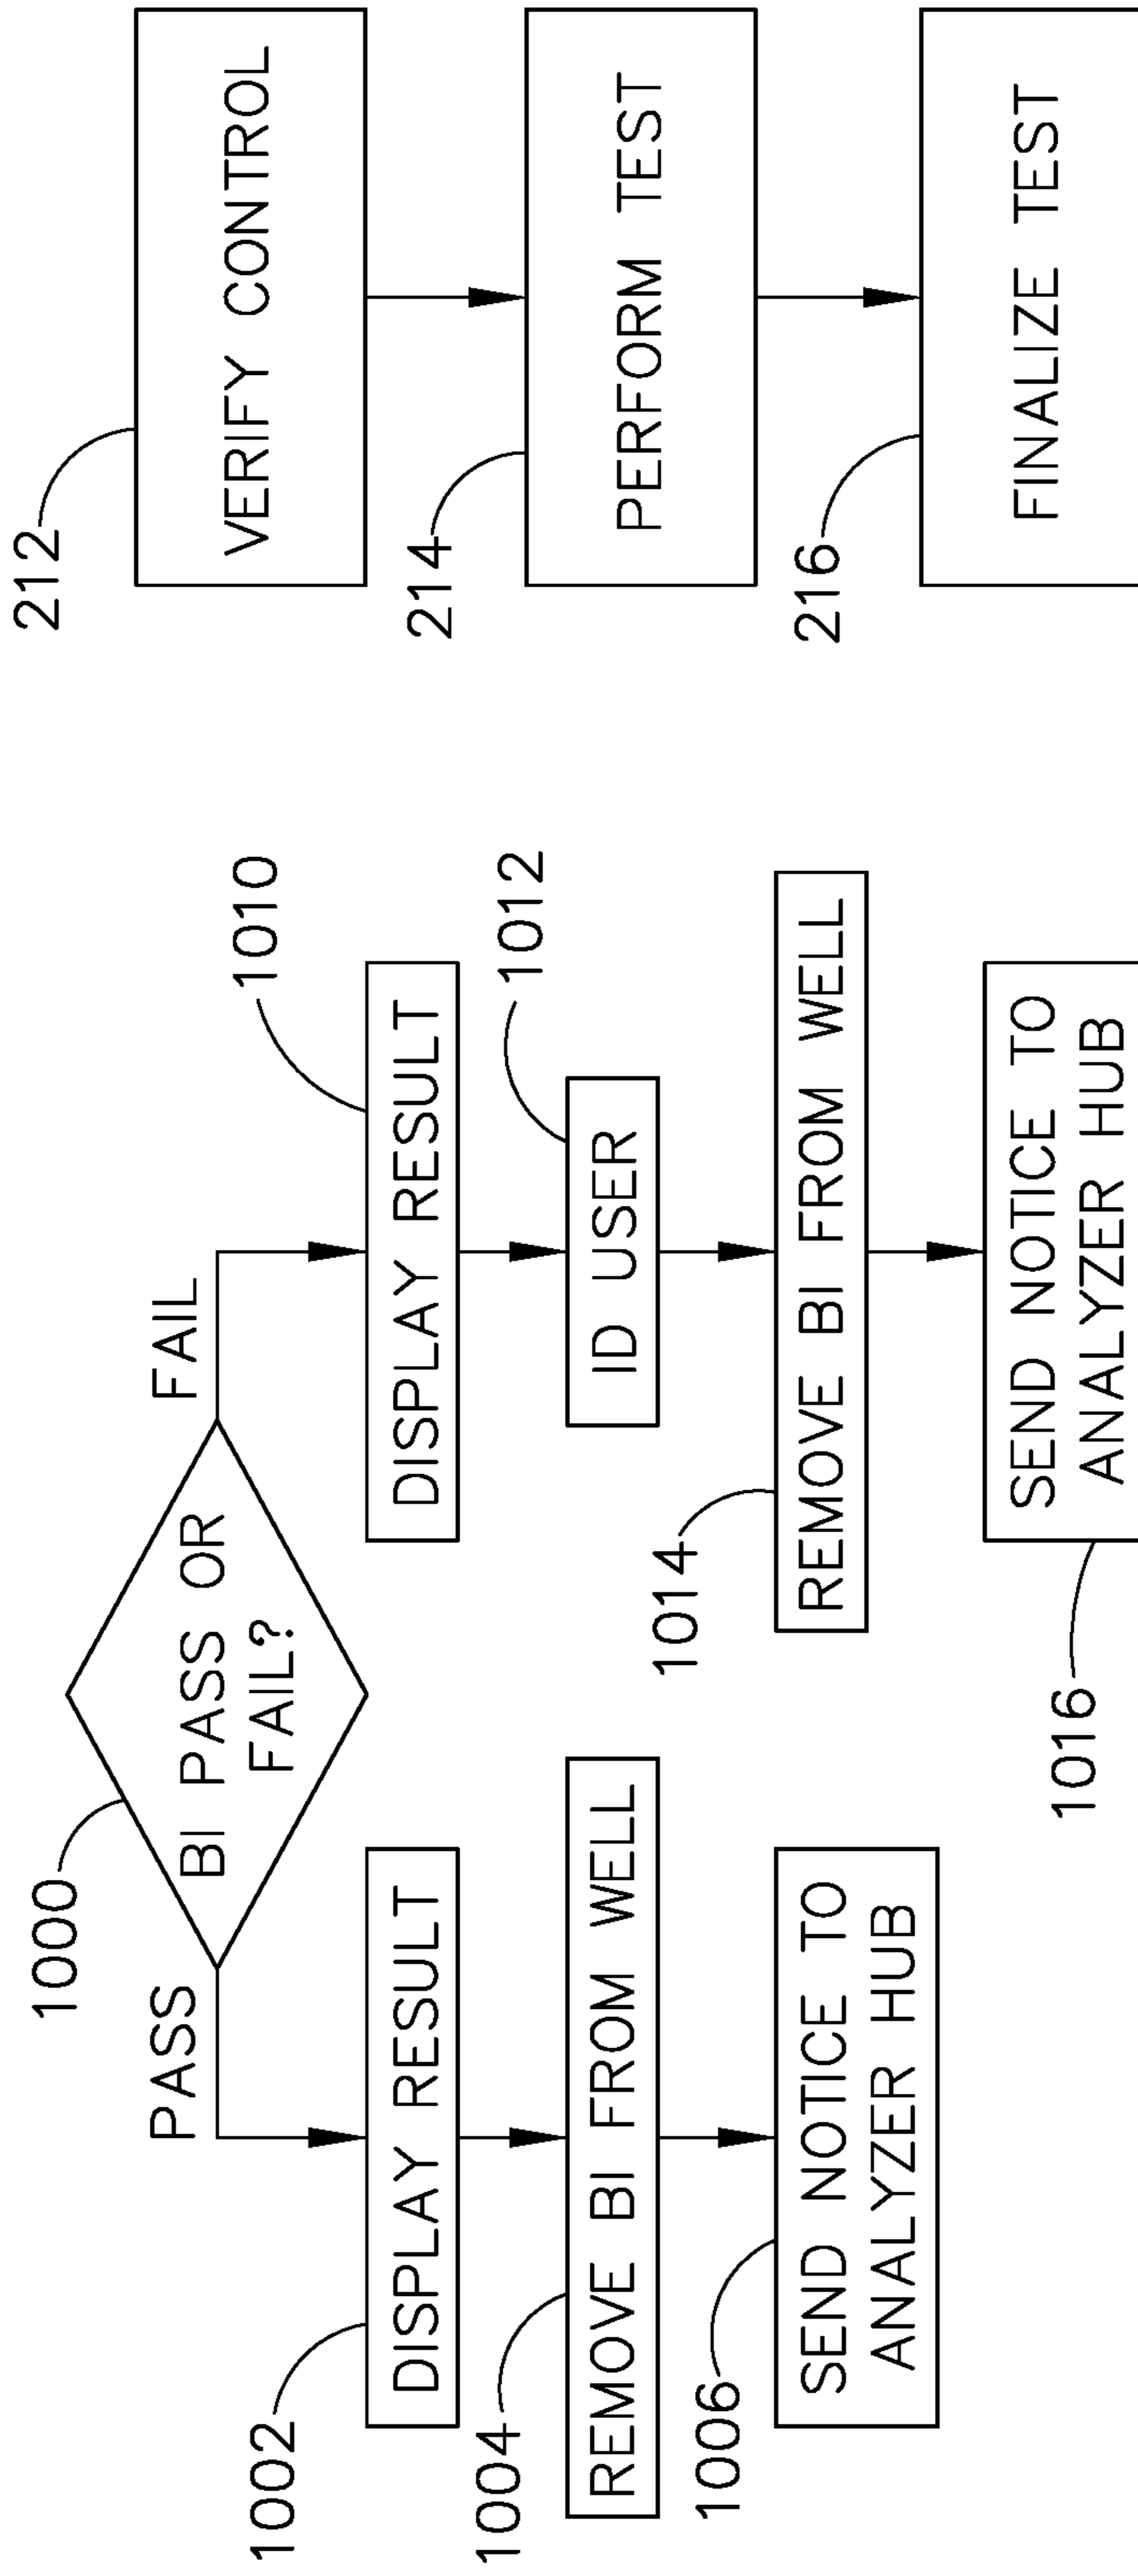 1000
BI PASS OR
FAIL?
PASS
FAIL
1002
DISPLAY RESULT
1004
REMOVE BI FROM WELL
1006
SEND NOTICE TO
ANALYZER HUB
1010
DISPLAY RESULT
1012
ID USER
1014
REMOVE BI FROM WELL
1016
SEND NOTICE TO
ANALYZER HUB
212
VERIFY CONTROL
214
PERFORM TEST
216
FINALIZE TEST